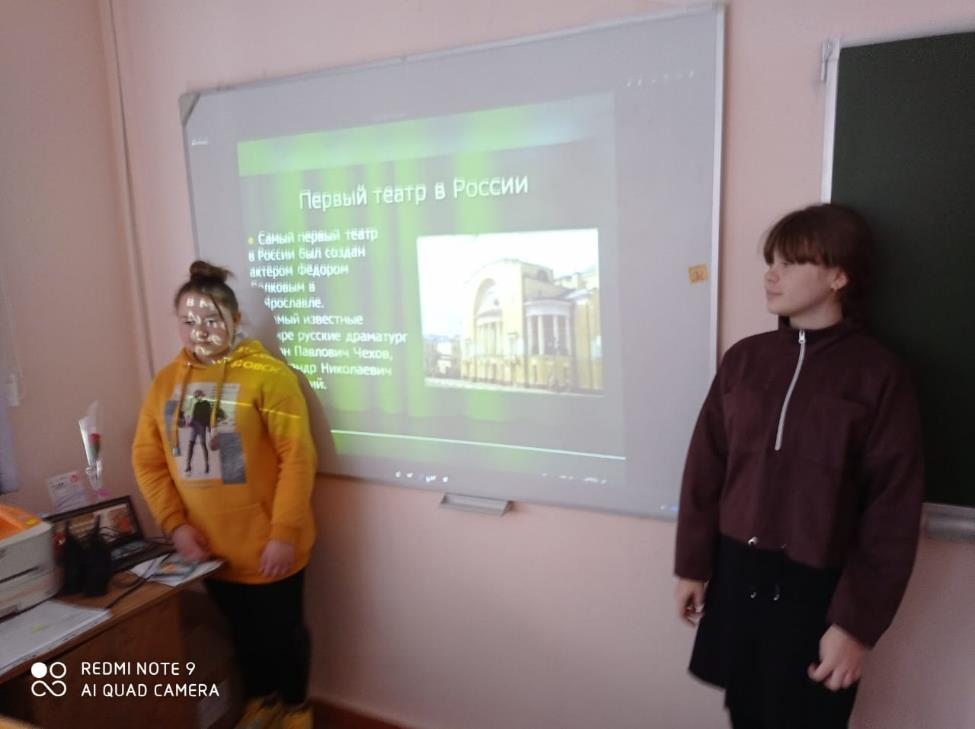 Первый театр в России
Самый первый театр
в России был создан
актёром Фёдором
в
Ярославле.
известные
русские драматург
Павлович Чехов,
Николаевич
REDMI NOTE 9
AI QUAD CAMERA